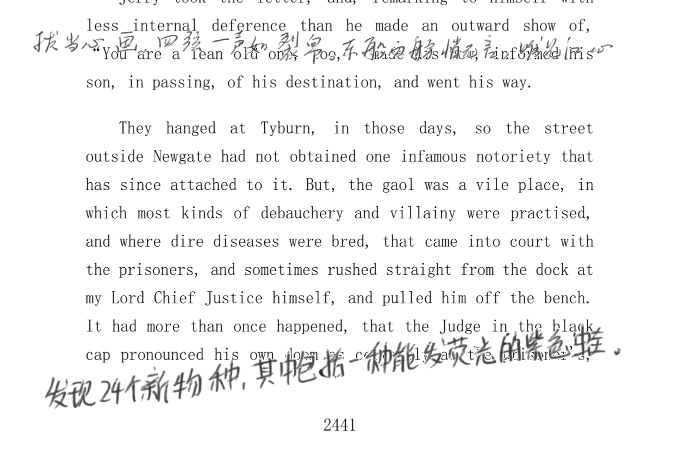 Jerry took the letter, and, remarking to himself with
less internal deference than he made an outward show of,
拨当心画 四弦一声如裂帛 东船西舫悄无言 唯见江心
"You are a lean old one, too," made his bow, informed his
son, in passing, of his destination, and went his way.
They hanged at Tyburn, in those days, so the street
outside Newgate had not obtained one infamous notoriety that
has since attached to it. But, the gaol was a vile place, in
which most kinds of debauchery and villainy were practised,
and where dire diseases were bred, that came into court with
the prisoners, and sometimes rushed straight from the dock at
my Lord Chief Justice himself, and pulled him off the bench.
It had more than once happened, that the Judge in the black
cap pronounced his own doom as certainly as the prisoner's,
发现24个新物种,其中包括一种能发荧光的紫色蛙。
2441